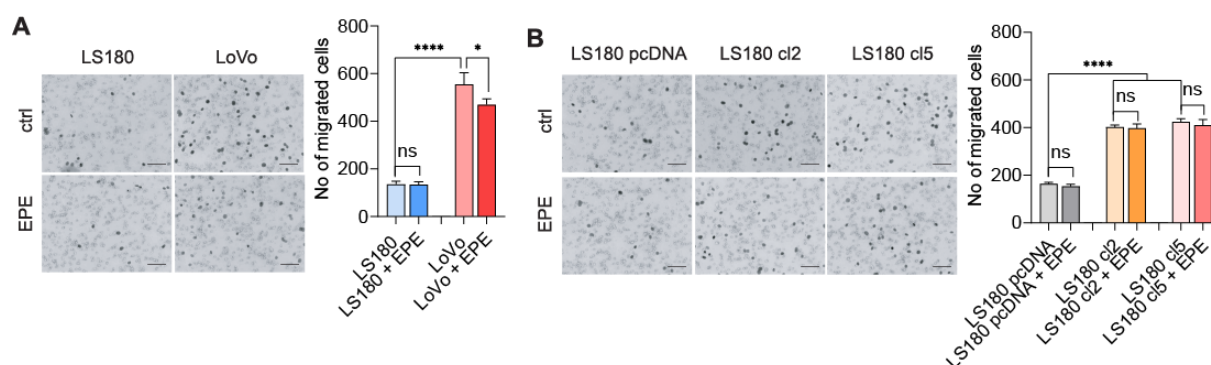 A
LS180 LoVo
ctrl
EPE
No of migrated cells
800
600
400
200
0
**** *
ns
LS180
LS180 + EPE
LoVo
LoVo + EPE
B
LS180 pcDNA LS180 cl2 LS180 cl5
ctrl
EPE
No of migrated cells
800
600
400
200
0
****
ns ns ns
LS180 pcDNA
LS180 pcDNA + EPE
LS180 cl2
LS180 cl2 + EPE
LS180 cl5
LS180 cl5 + EPE